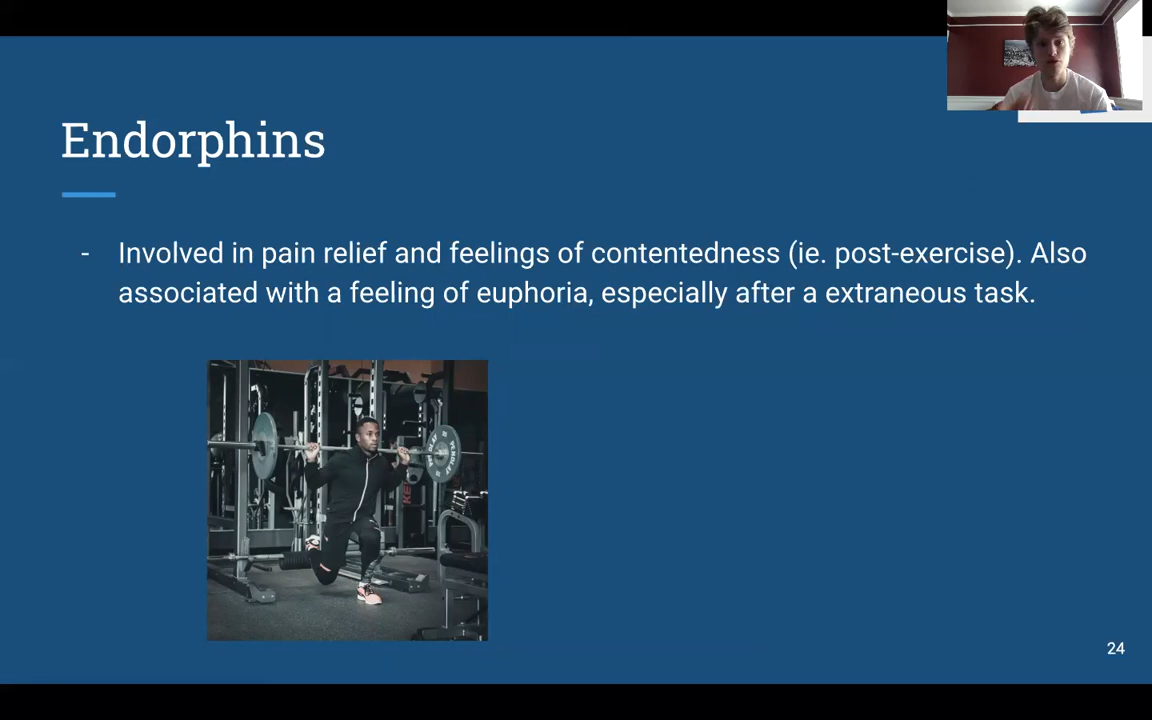 Endorphins
- Involved in pain relief and feelings of contentedness (ie. post-exercise). Also
associated with a feeling of euphoria, especially after a extraneous task.
24